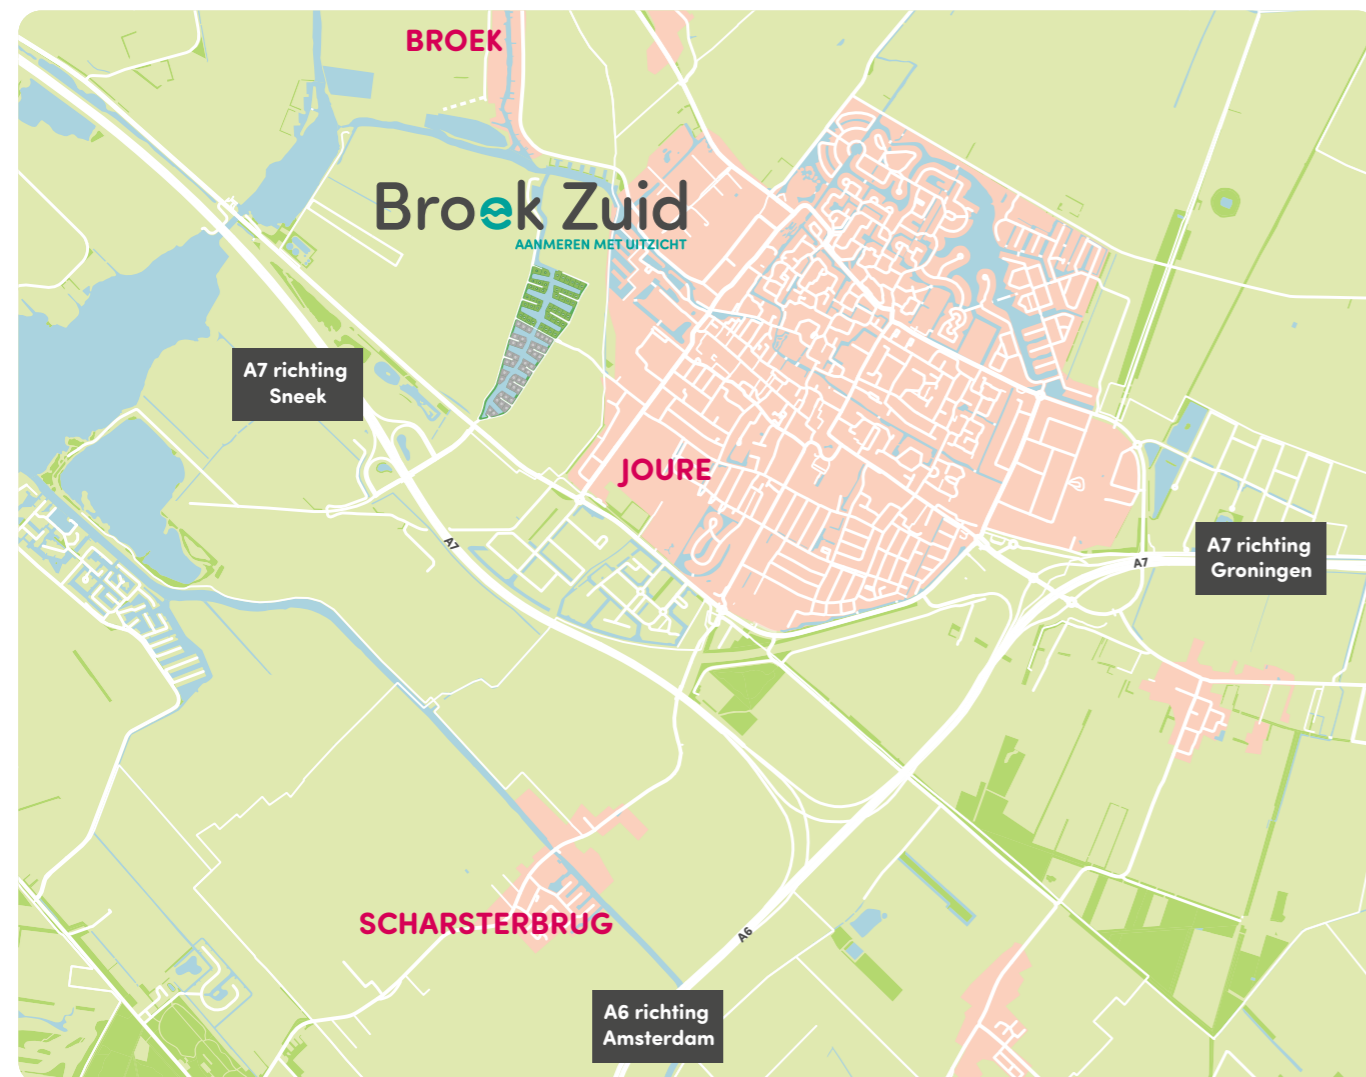 BROEK
Broek Zuid
AANMEREN MET UITZICHT
A7 richting
Sneek
JOURE
A7
A7
A7 richting
Groningen
SCHARSTERBRUG
A6
A6 richting
Amsterdam